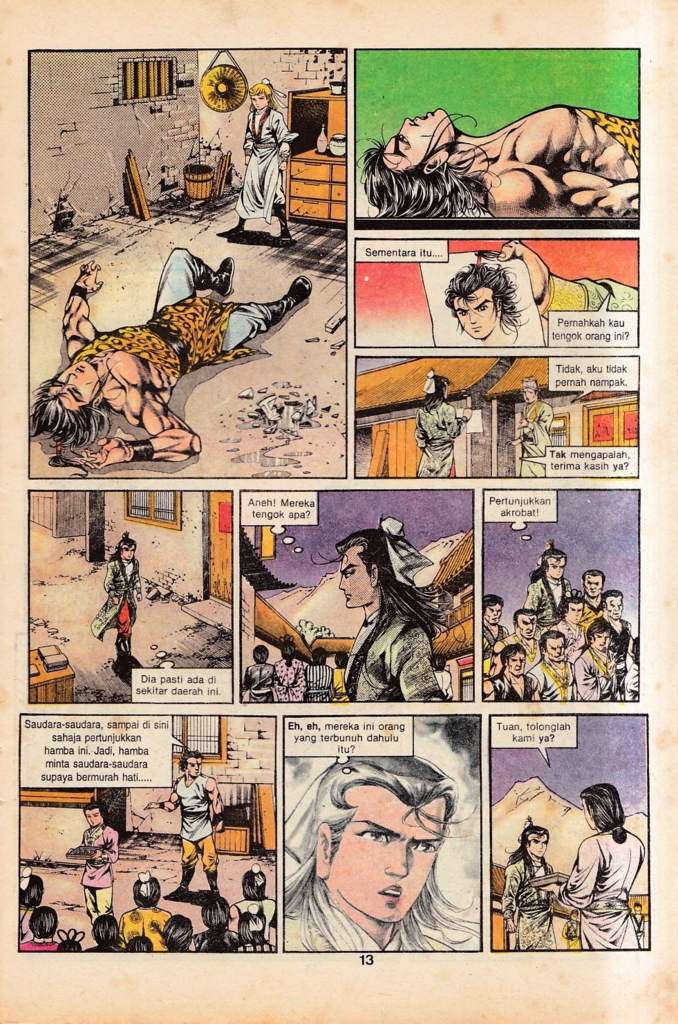 Sementara itu....
Pernahkah kau
tengok orang ini?
Tidak, aku tidak
pernah nampak.
Tak mengapalah,
terima kasih ya?
Dia pasti ada di
sekitar daerah ini.
Aneh! Mereka
tengok apa?
Pertunjukkan
akrobat!
Saudara-saudara, sampai di sini
sahaja pertunjukkan
hamba ini. Jadi, hamba
minta saudara-saudara
supaya bermurah hati.....
Eh, eh, mereka ini orang
yang terbunuh dahulu
itu?
Tuan, tolonglah
kami ya?
13